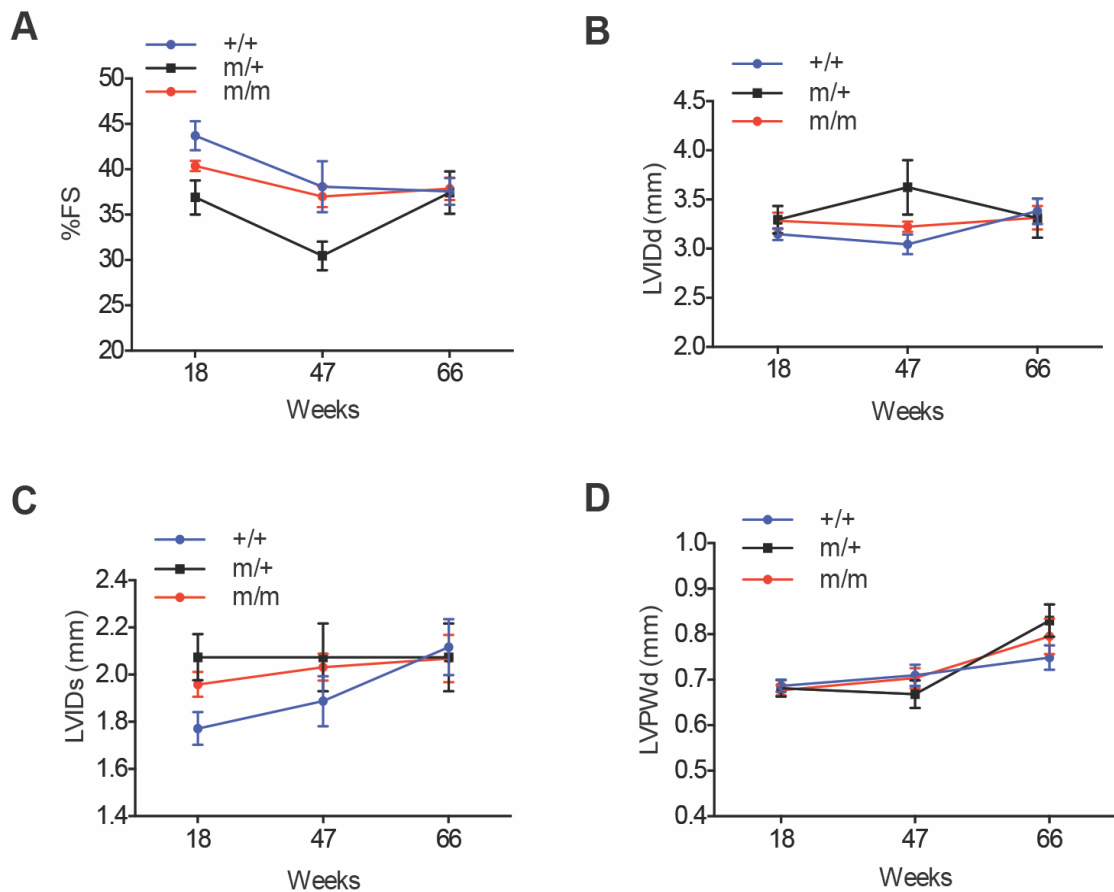 A
+/+
m/+
m/m
50
45
40
35
30
25
20
%FS
18 47 66
Weeks
B
+/+
m/+
m/m
4.5
4.0
3.5
3.0
2.5
2.0
LVIDd (mm)
18 47 66
Weeks
C
+/+
m/+
m/m
2.4
2.2
2.0
1.8
1.6
1.4
LVIDs (mm)
18 47 66
Weeks
D
+/+
m/+
m/m
1.0
0.9
0.8
0.7
0.6
0.5
0.4
LVPWd (mm)
18 47 66
Weeks